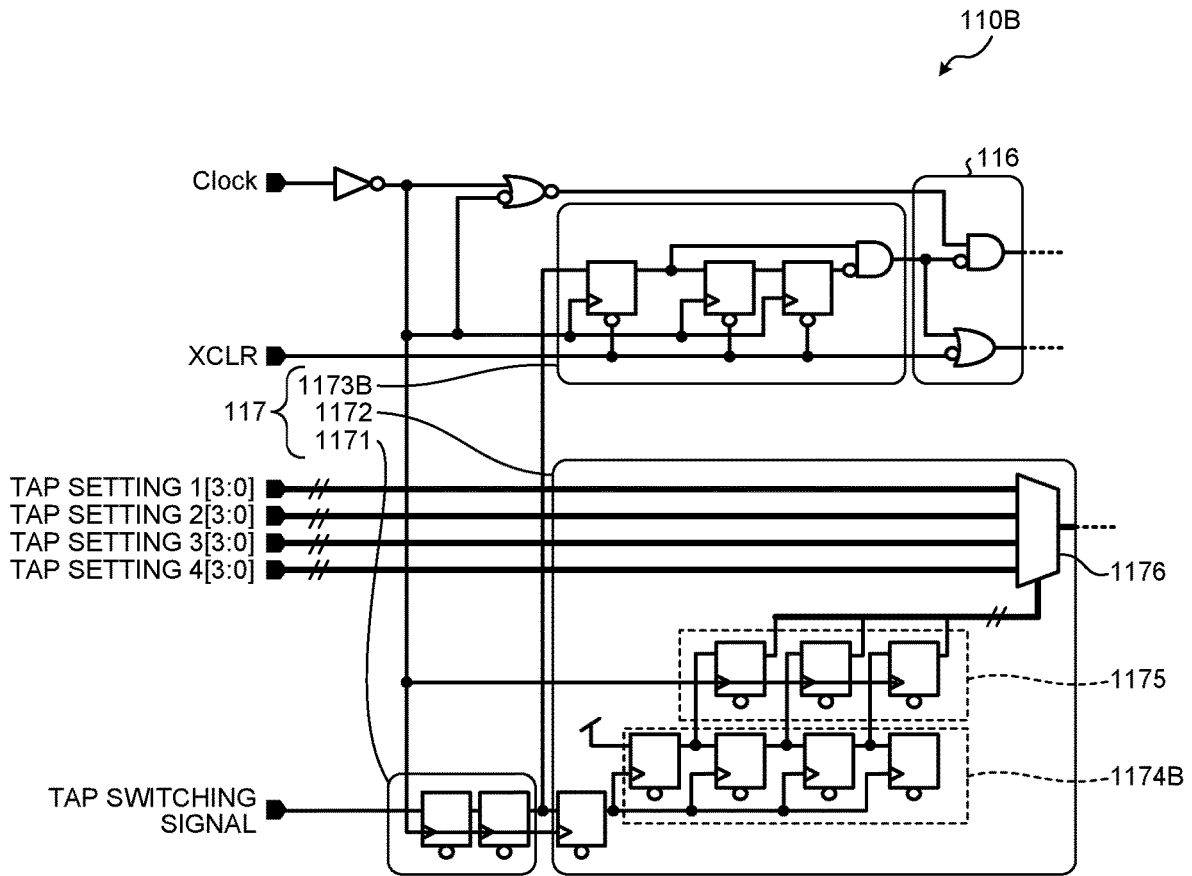 110B
116
Clock
XCLR
1173B
117
1172
1171
TAP SETTING 1[3:0]
TAP SETTING 2[3:0]
TAP SETTING 3[3:0]
TAP SETTING 4[3:0]
1176
1175
1174B
TAP SWITCHING
SIGNAL